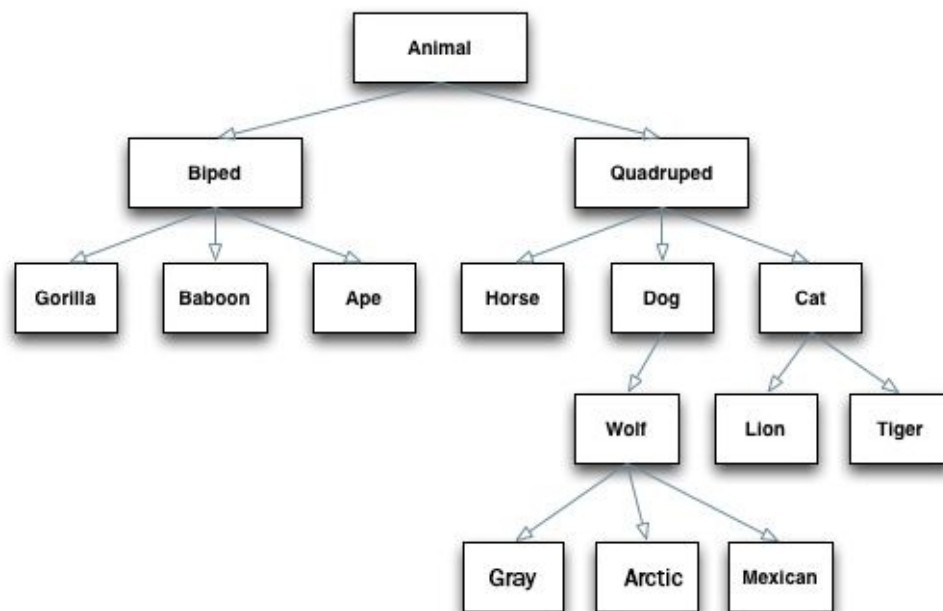 Animal
Biped
Quadruped
Gorilla
Baboon
Ape
Horse
Dog
Cat
Wolf
Lion
Tiger
Gray
Arctic
Mexican